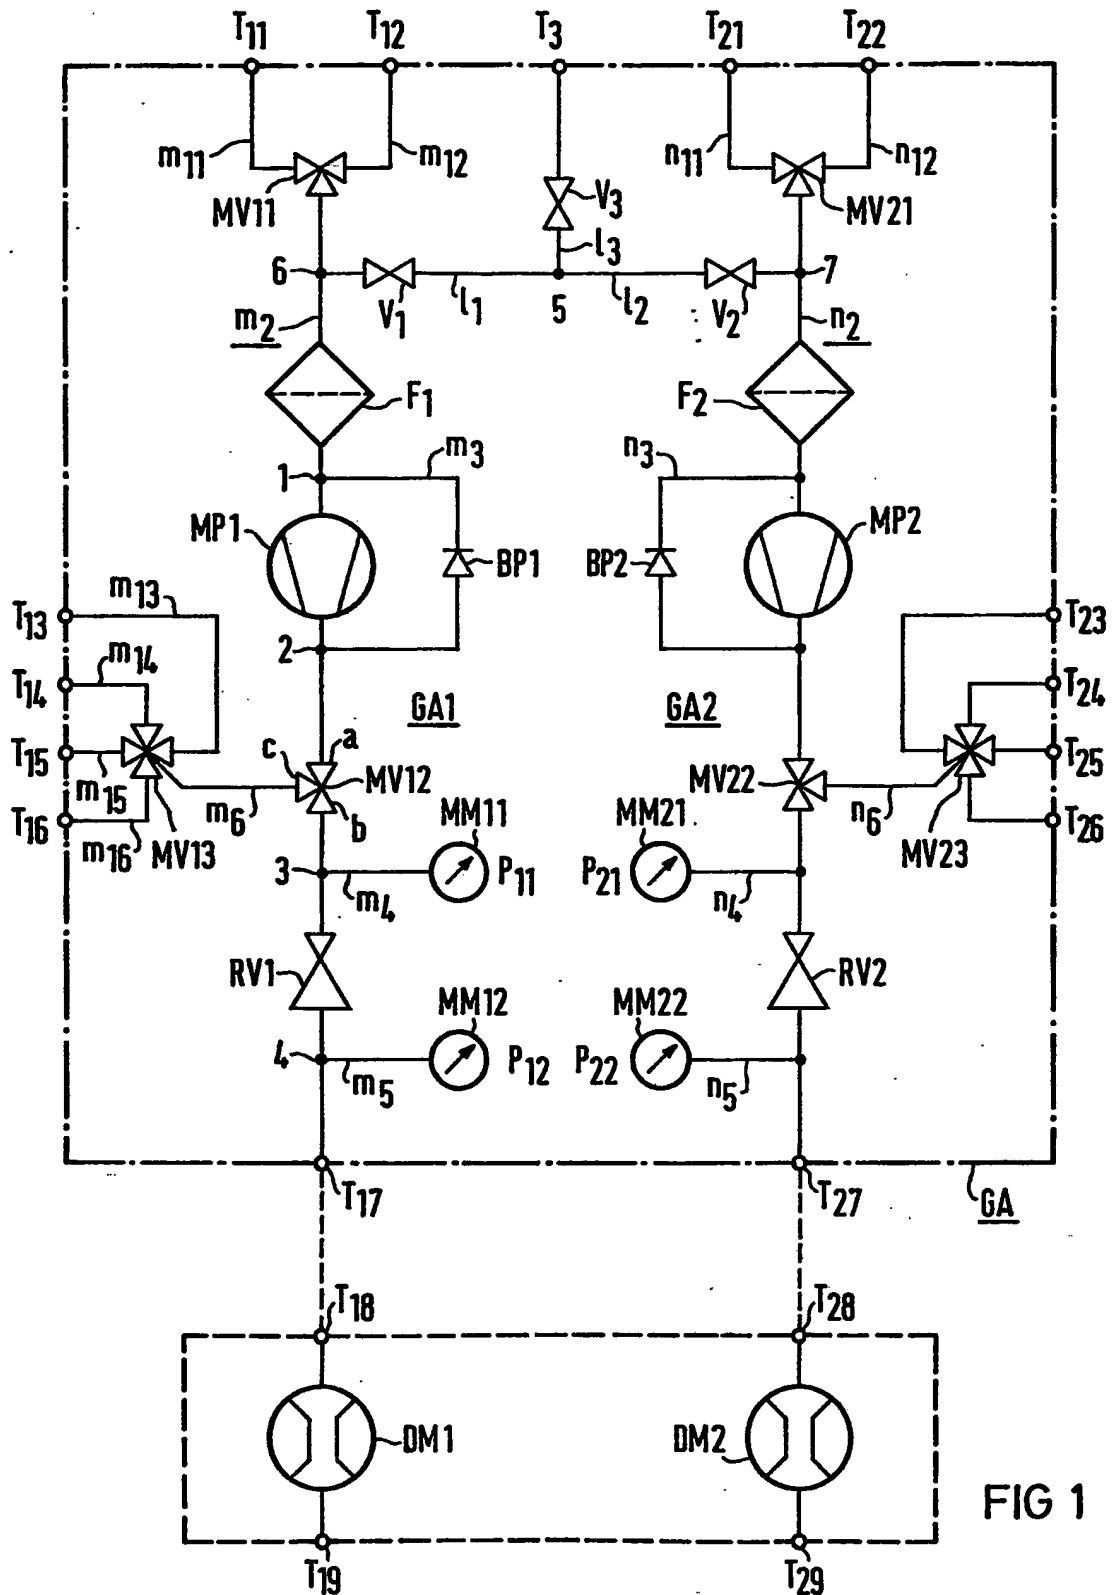 T11 T12 T3 T21 T22
m11 m12 n11 n12
MV11 V3 MV21
l3
6 7
V1 l1 5 l2 V2
m2 n2
F1 F2
m3 n3
1
MP1 BP1 BP2 MP2
m13
T13 T23
m14
2
T14 T24
GA1 GA2
a
c
T15 T25
m15 MV12 MV22
m6 n6
b
T16 T26
m16 MV13 MM11 MM21 MV23
3 P11 P21
m4 n4
RV1 RV2
MM12 MM22
4 P12 P22
m5 n5
T17 T27 GA
T18 T28
DM1 DM2
FIG 1
T19 T29